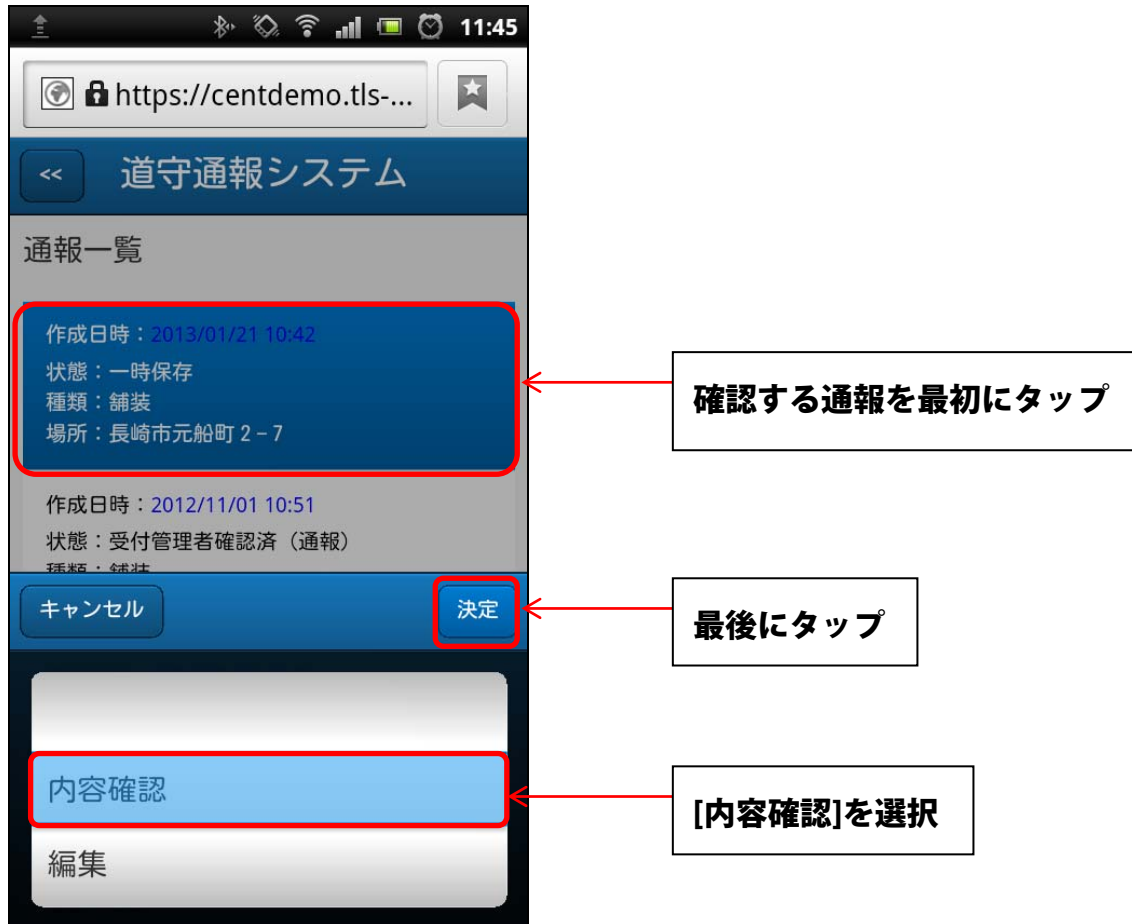 11:45
https://centdemo.tls-...
<< 道守通報システム
通報一覧
作成日時：2013/01/21 10:42
状態：一時保存
種類：舗装
場所：長崎市元船町２−７
確認する通報を最初にタップ
作成日時：2012/11/01 10:51
状態：受付管理者確認済（通報）
種類：舗装
キャンセル
決定
最後にタップ
内容確認
[内容確認]を選択
編集